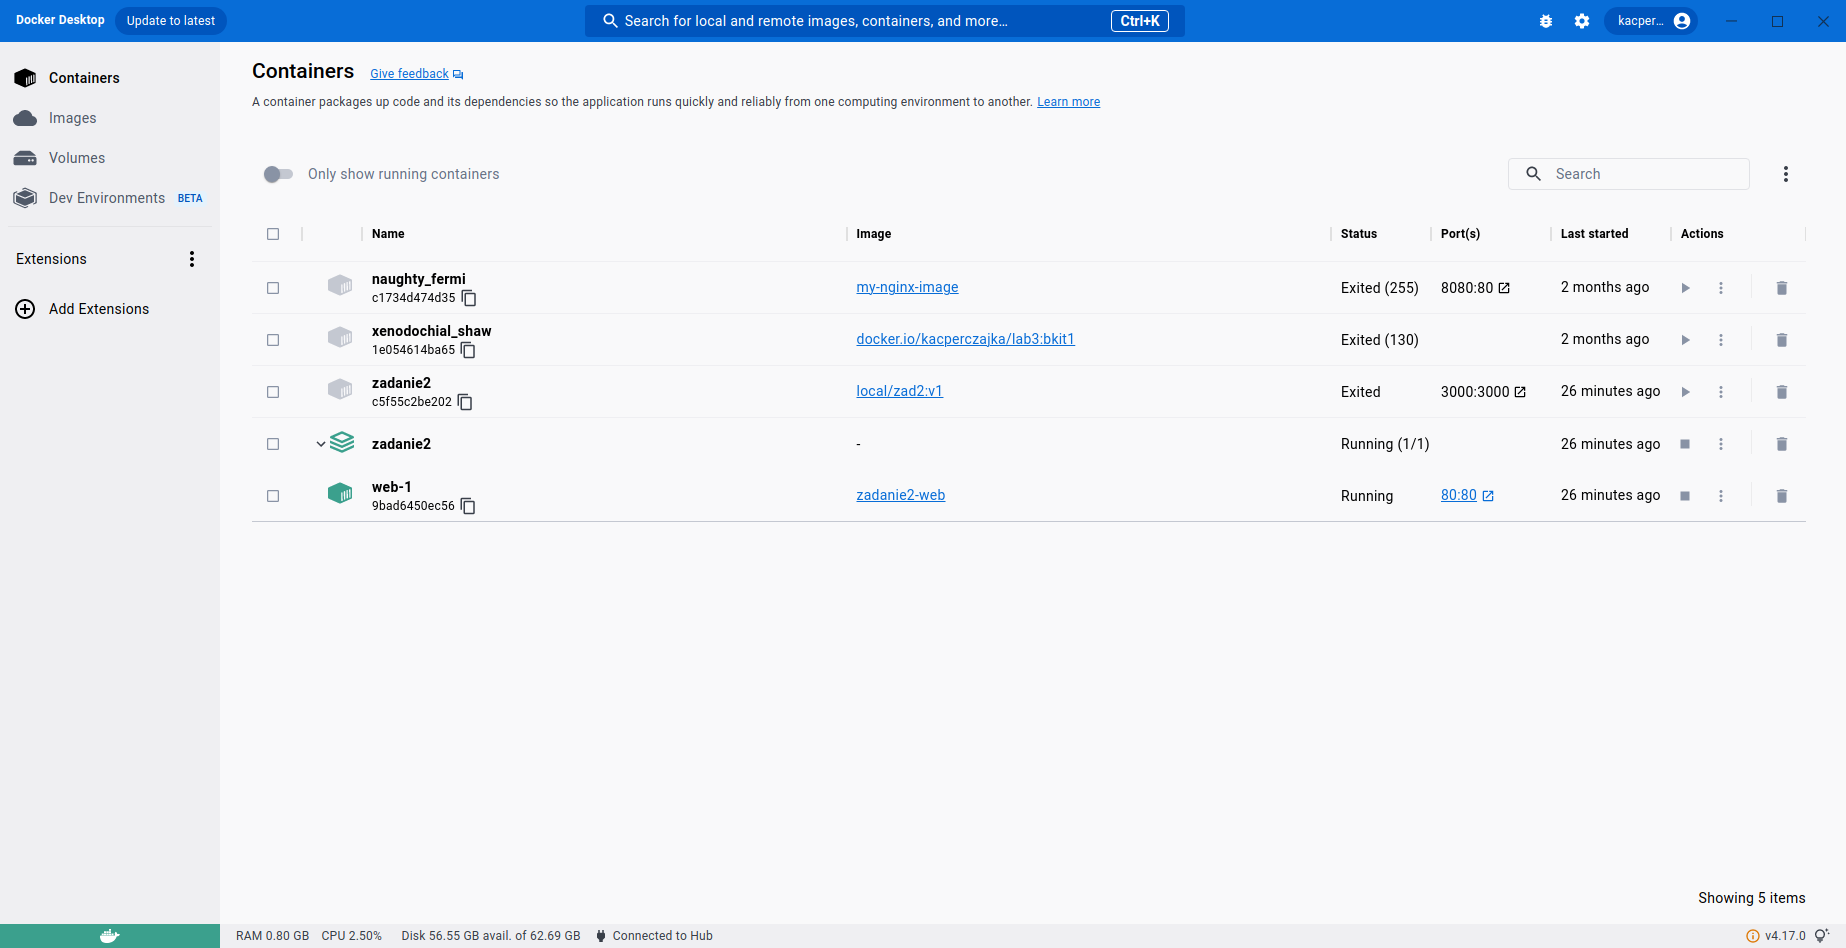 Docker Desktop Update to latest Search for local and remote images, containers, and more... Ctrl+K kacper...
Containers
Images
Volumes
Dev Environments BETA
Extensions
Add Extensions
Containers Give feedback
A container packages up code and its dependencies so the application runs quickly and reliably from one computing environment to another. Learn more
Only show running containers Search
Name Image Status Port(s) Last started Actions
naughty_fermi
c1734d474d35 my-nginx-image Exited (255) 8080:80 2 months ago
xenodochial_shaw
1e054614ba65 docker.io/kacperczajka/lab3:bkit1 Exited (130) 2 months ago
zadanie2
c5f55c2be202 local/zad2:v1 Exited 3000:3000 26 minutes ago
zadanie2 - Running (1/1) 26 minutes ago
web-1
9bad6450ec56 zadanie2-web Running 80:80 26 minutes ago
Showing 5 items
RAM 0.80 GB CPU 2.50% Disk 56.55 GB avail. of 62.69 GB Connected to Hub v4.17.0